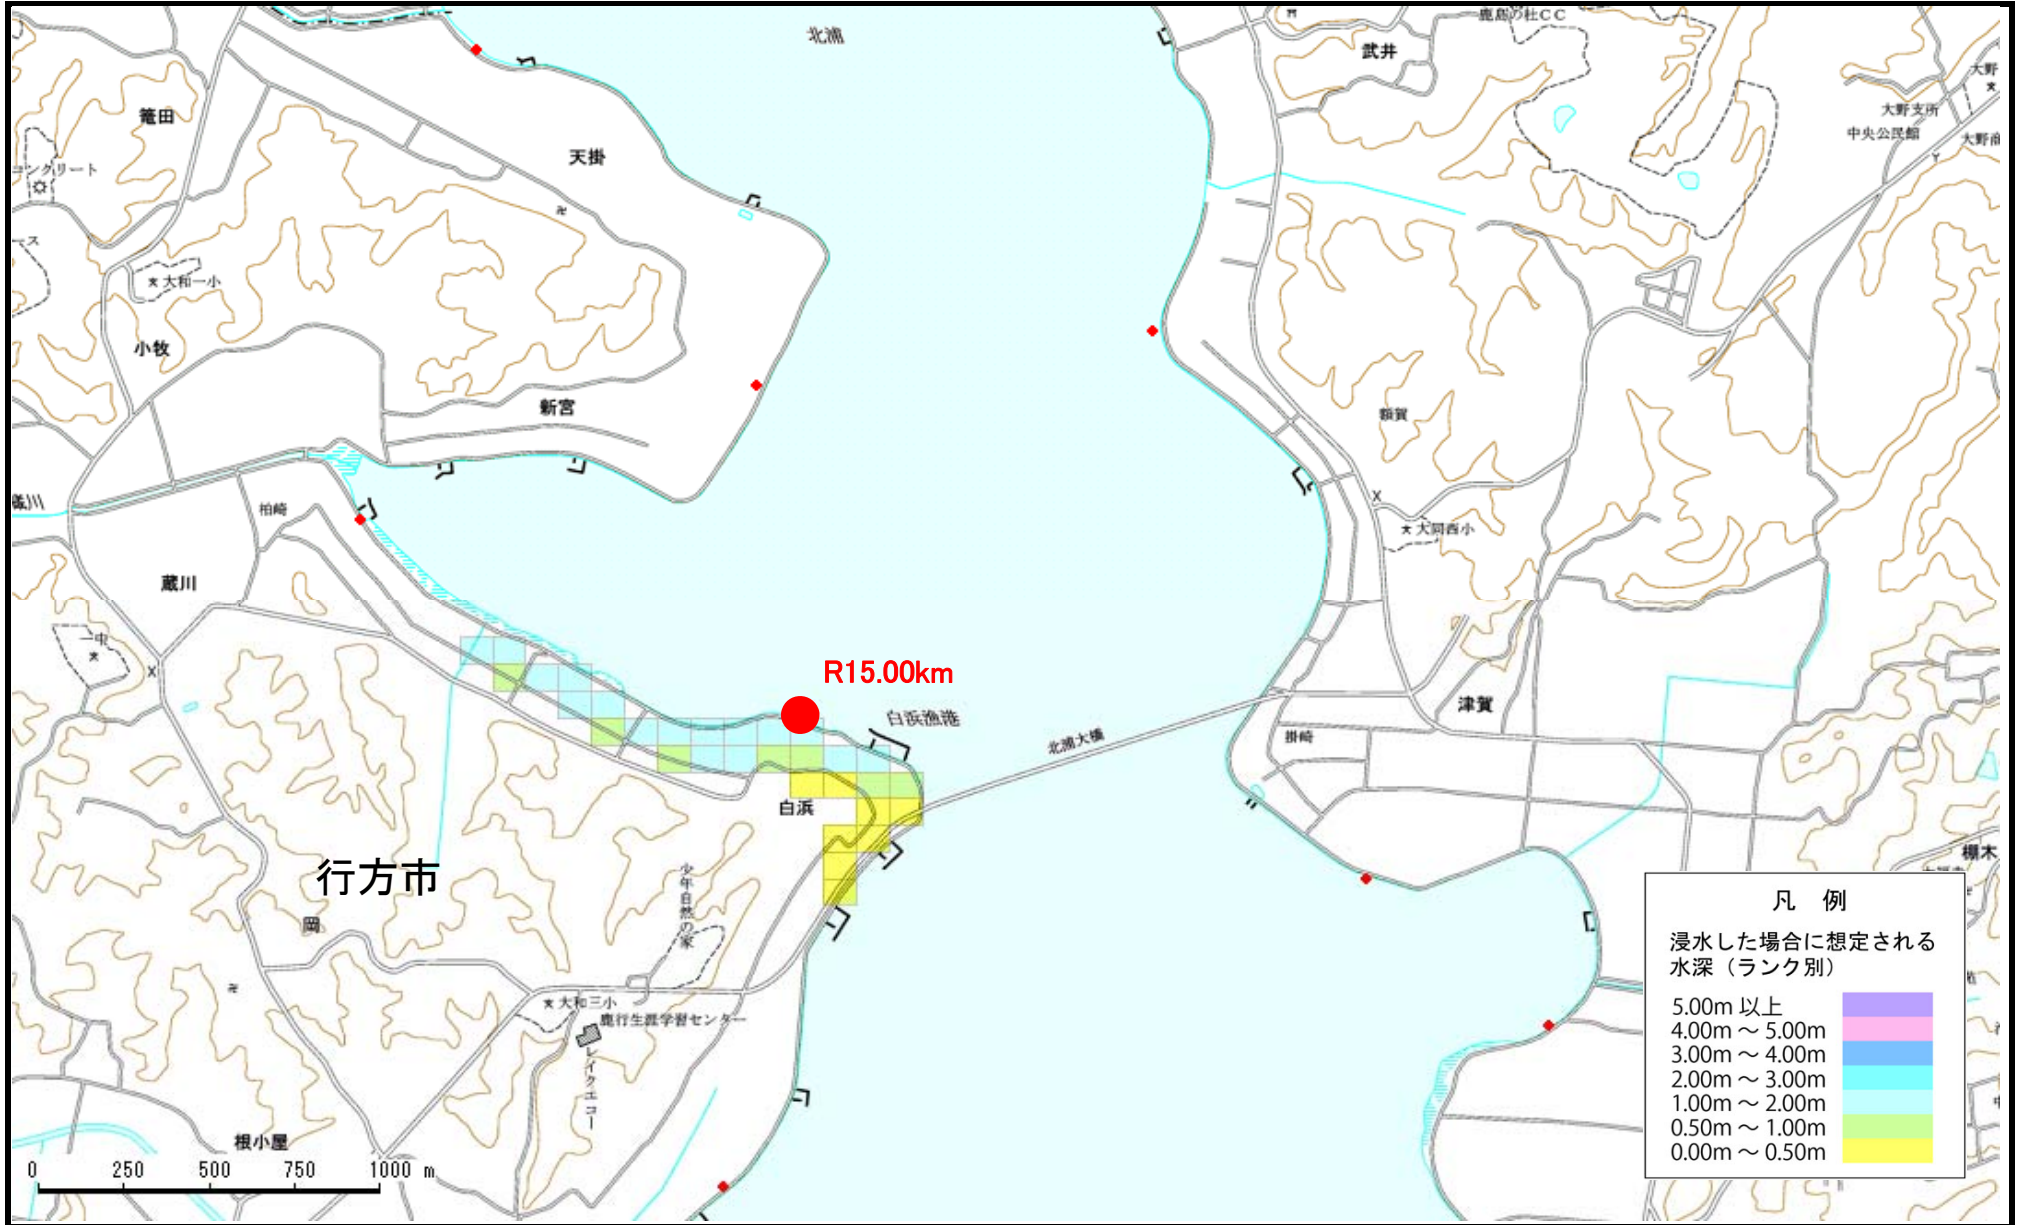 北浦
鹿島の杜CC
武井
大野
大野支所
中央公民館
篭田
天掛
コンクリート
大和一小
小牧
新宮
額賀
大同西小
柏崎
蔵川
一中
R15.00km
白浜漁港
北浦大橋
津賀
掛崎
白浜
行方市
岡
少年自然の家
棚木
大和三小
鹿行生涯学習センター
レイクエコー
根小屋
0 250 500 750 1000 m
凡 例
浸水した場合に想定される
水深（ランク別）
5.00m 以上
4.00m ～ 5.00m
3.00m ～ 4.00m
2.00m ～ 3.00m
1.00m ～ 2.00m
0.50m ～ 1.00m
0.00m ～ 0.50m